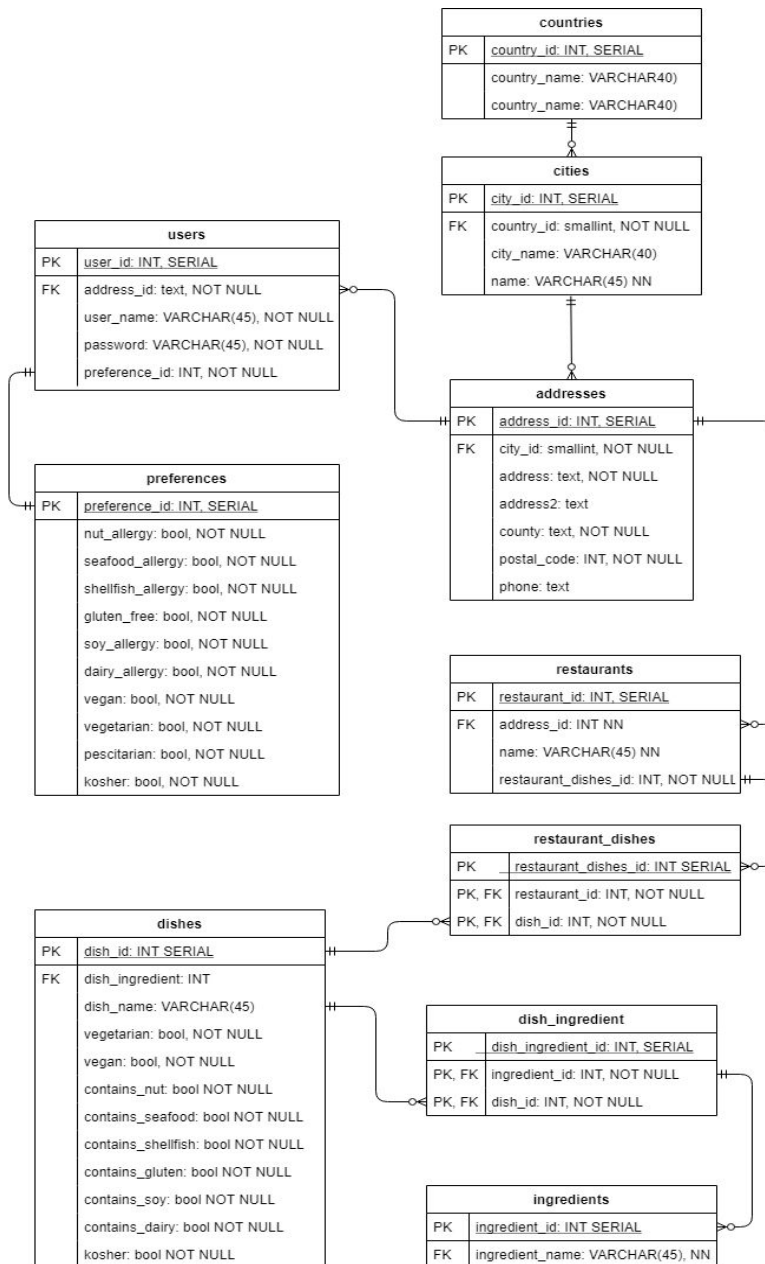 countries
PK country_id: INT, SERIAL
country_name: VARCHAR40)
country_name: VARCHAR40)
cities
PK city_id: INT, SERIAL
FK country_id: smallint, NOT NULL
city_name: VARCHAR(40)
name: VARCHAR(45) NN
users
PK user_id: INT, SERIAL
FK address_id: text, NOT NULL
user_name: VARCHAR(45), NOT NULL
password: VARCHAR(45), NOT NULL
preference_id: INT, NOT NULL
addresses
PK address_id: INT, SERIAL
FK city_id: smallint, NOT NULL
address: text, NOT NULL
address2: text
county: text, NOT NULL
postal_code: INT, NOT NULL
phone: text
preferences
PK preference_id: INT, SERIAL
nut_allergy: bool, NOT NULL
seafood_allergy: bool, NOT NULL
shellfish_allergy: bool, NOT NULL
gluten_free: bool, NOT NULL
soy_allergy: bool, NOT NULL
dairy_allergy: bool, NOT NULL
vegan: bool, NOT NULL
vegetarian: bool, NOT NULL
pescitarian: bool, NOT NULL
kosher: bool, NOT NULL
restaurants
PK restaurant_id: INT, SERIAL
FK address_id: INT NN
name: VARCHAR(45) NN
restaurant_dishes_id: INT, NOT NULL
restaurant_dishes
PK __restaurant_dishes_id: INT SERIAL
PK, FK restaurant_id: INT, NOT NULL
PK, FK dish_id: INT, NOT NULL
dishes
PK dish_id: INT SERIAL
FK dish_ingredient: INT
dish_name: VARCHAR(45)
vegetarian: bool, NOT NULL
vegan: bool, NOT NULL
contains_nut: bool NOT NULL
contains_seafood: bool NOT NULL
contains_shellfish: bool NOT NULL
contains_gluten: bool NOT NULL
contains_soy: bool NOT NULL
contains_dairy: bool NOT NULL
kosher: bool NOT NULL
dish_ingredient
PK __dish_ingredient_id: INT, SERIAL
PK, FK ingredient_id: INT, NOT NULL
PK, FK dish_id: INT, NOT NULL
ingredients
PK ingredient_id: INT SERIAL
FK ingredient_name: VARCHAR(45), NN